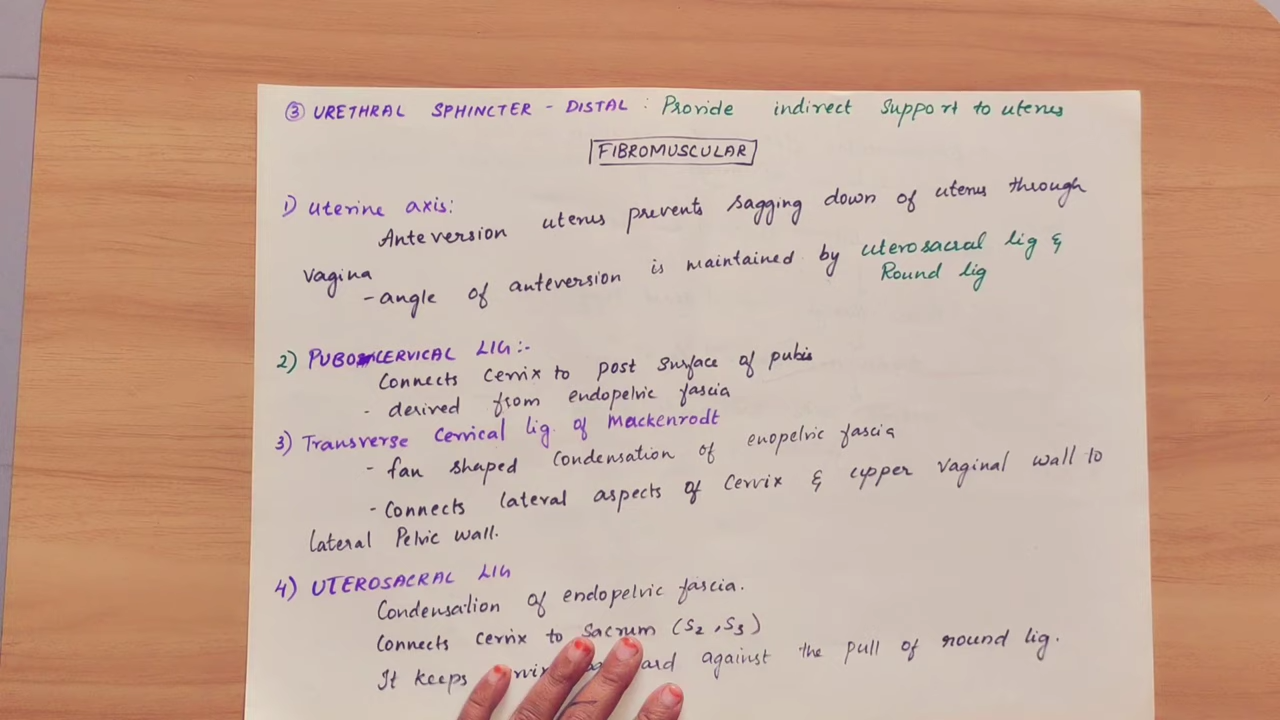 ③ URETHRAL SPHINCTER - DISTAL : Provide indirect support to uterus
FIBROMUSCULAR
1) Uterine axis:
Anteversion uterus prevents sagging down of uterus through
vagina
- angle of anteversion is maintained by uterosacral lig &
Round lig
2) PUBOCERVICAL LIG:-
Connects cervix to post surface of pubis
- derived from endopelvic fascia
3) Transverse Cervical lig. of Mackenrodt
- fan shaped condensation of enopelvic fascia
- Connects lateral aspects of cervix & upper vaginal wall to
lateral Pelvic wall.
4) UTEROSACRAL LIG
Condensation of endopelvic fascia.
Connects cervix to Sacrum (S2, S3)
It keeps against the pull of round lig.